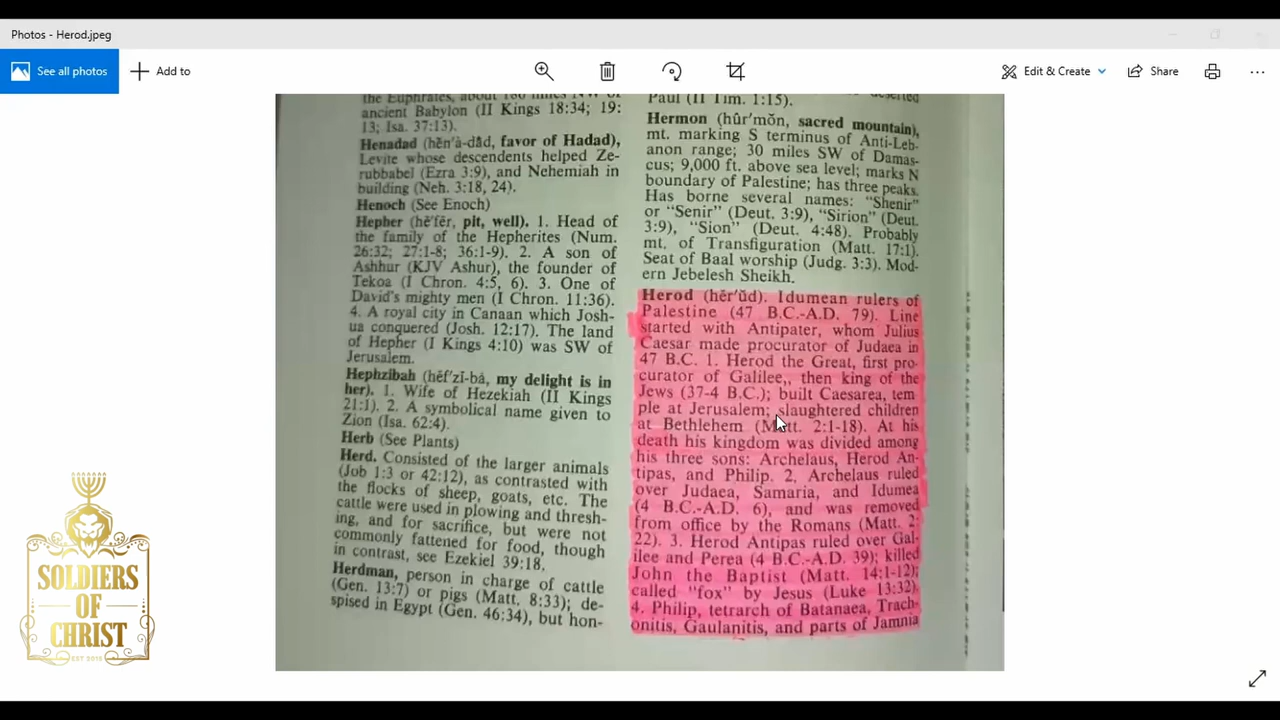 Photos - Herod.jpeg
See all photos
Add to
Edit & Create
Share
the Euphrates, about 180 miles NW of
ancient Babylon (II Kings 18:34; 19:
13; Isa. 37:13).
Henadad (hĕn'à-dăd, favor of Hadad),
Levite whose descendents helped Ze-
rubbabel (Ezra 3:9), and Nehemiah in
building (Neh. 3:18, 24).
Henoch (See Enoch)
Hepher (hē'fẽr, pit, well). 1. Head of
the family of the Hepherites (Num.
26:32; 27:1-8; 36:1-9). 2. A son of
Ashhur (KJV Ashur), the founder of
Tekoa (I Chron. 4:5, 6). 3. One of
David's mighty men (I Chron. 11:36).
4. A royal city in Canaan which Josh-
ua conquered (Josh. 12:17). The land
of Hepher (I Kings 4:10) was SW of
Jerusalem.
Hephzibah (hĕf'zĭ-bà, my delight is in
her). 1. Wife of Hezekiah (II Kings
21:1). 2. A symbolical name given to
Zion (Isa. 62:4).
Herb (See Plants)
Herd. Consisted of the larger animals
(Job 1:3 or 42:12), as contrasted with
the flocks of sheep, goats, etc. The
cattle were used in plowing and thresh-
ing, and for sacrifice, but were not
commonly fattened for food, though
in contrast, see Ezekiel 39:18.
Herdman, person in charge of cattle
(Gen. 13:7) or pigs (Matt. 8:33); de-
spised in Egypt (Gen. 46:34), but hon-
deserted
Paul (II Tim. 1:15).
Hermon (hûr'mŏn, sacred mountain),
mt. marking S terminus of Anti-Leb-
anon range; 30 miles SW of Damas-
cus; 9,000 ft. above sea level; marks N
boundary of Palestine; has three peaks.
Has borne several names: "Shenir"
or "Senir" (Deut. 3:9), "Sirion" (Deut.
3:9), "Sion" (Deut. 4:48). Probably
mt. of Transfiguration (Matt. 17:1).
Seat of Baal worship (Judg. 3:3). Mod-
ern Jebelesh Sheikh.
Herod (hĕr'ŭd). Idumean rulers of
Palestine (47 B.C.-A.D. 79). Line
started with Antipater, whom Julius
Caesar made procurator of Judaea in
47 B.C. 1. Herod the Great, first pro-
curator of Galilee,, then king of the
Jews (37-4 B.C.); built Caesarea, tem-
ple at Jerusalem; slaughtered children
at Bethlehem (Matt. 2:1-18). At his
death his kingdom was divided among
his three sons: Archelaus, Herod An-
tipas, and Philip. 2. Archelaus ruled
over Judaea, Samaria, and Idumea
(4 B.C.-A.D. 6), and was removed
from office by the Romans (Matt. 2:
22). 3. Herod Antipas ruled over Gal-
ilee and Perea (4 B.C.-A.D. 39); killed
John the Baptist (Matt. 14:1-12);
called "fox" by Jesus (Luke 13:32).
4. Philip, tetrarch of Batanaea, Trach-
onitis, Gaulanitis, and parts of Jamnia
SOLDIERS
OF
CHRIST
EST 2015